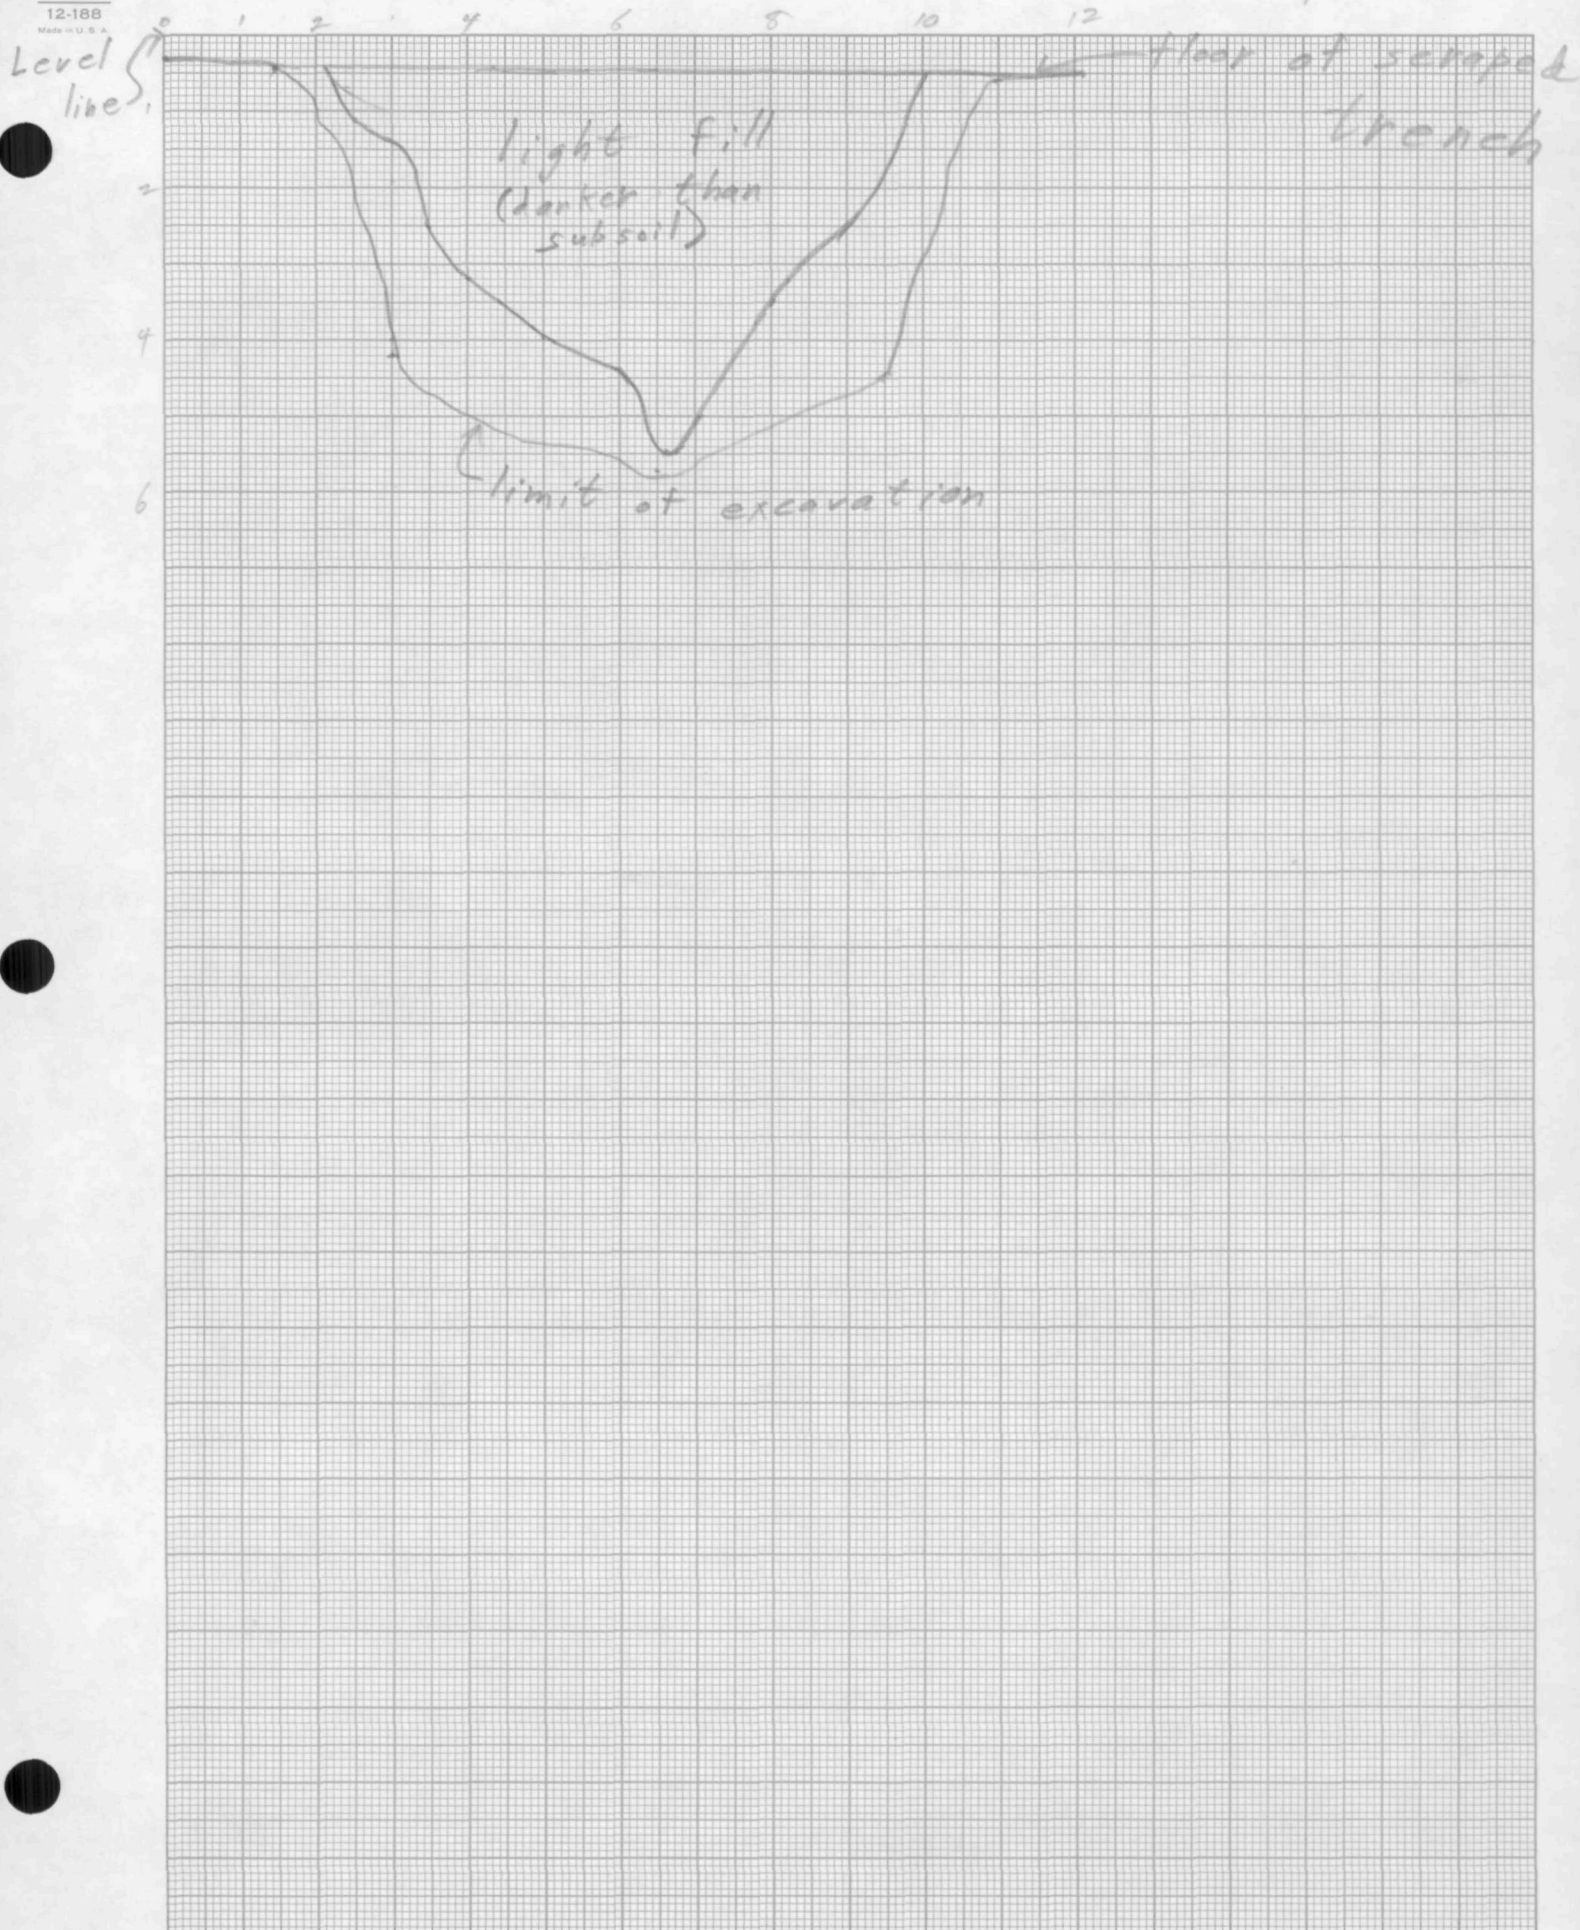 12-188
Made in U.S.A.
0 1 2 4 6 8 10 12
Level
line
floor of scraped
trench
1
light fill
(darker than
subsoil)
2
4
6
limit of excavation